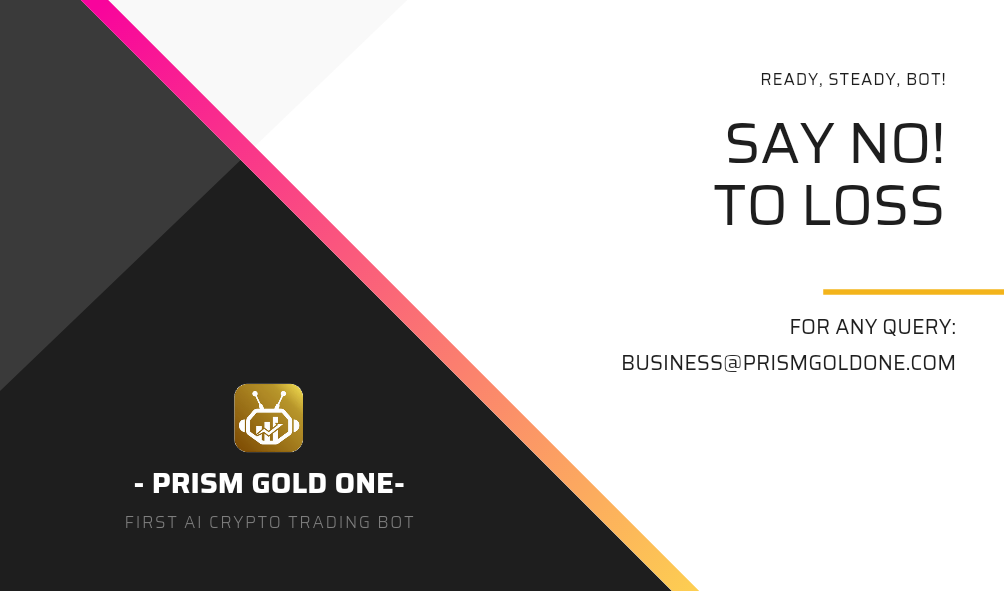 READY, STEADY, BOT!
SAY NO!
TO LOSS
FOR ANY QUERY:
BUSINESS@PRISMGOLDONE.COM
- PRISM GOLD ONE-
FIRST AI CRYPTO TRADING BOT